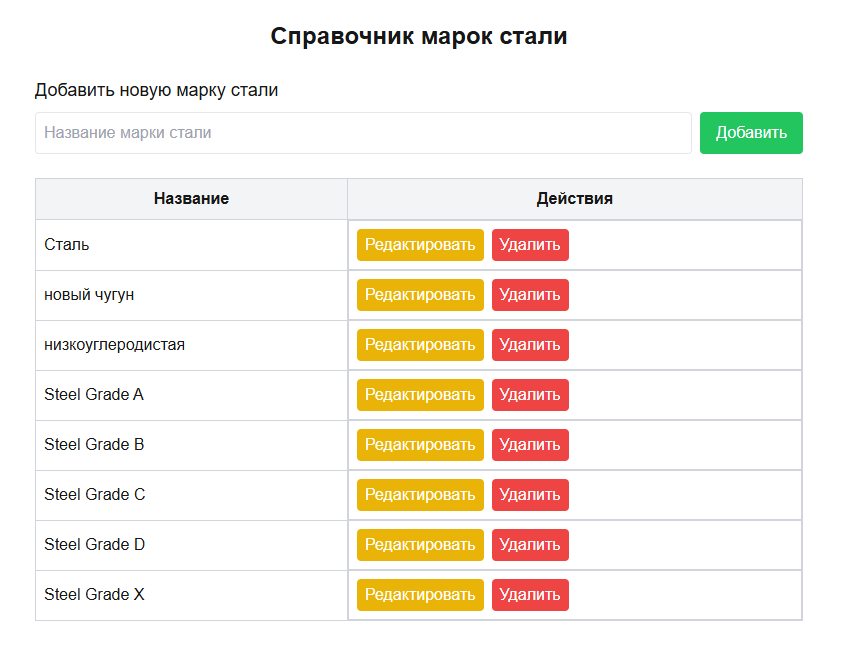 Справочник марок стали
Добавить новую марку стали
Название марки стали Добавить
Название Действия
Сталь Редактировать Удалить
новый чугун Редактировать Удалить
низкоуглеродистая Редактировать Удалить
Steel Grade A Редактировать Удалить
Steel Grade B Редактировать Удалить
Steel Grade C Редактировать Удалить
Steel Grade D Редактировать Удалить
Steel Grade X Редактировать Удалить